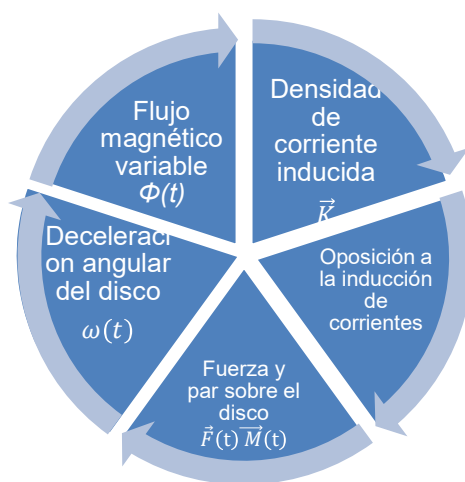 Flujo
magnético
variable
Φ(t)
Densidad
de
corriente
inducida
K⃗
Oposición a
la inducción
de
corrientes
Fuerza y
par sobre el
disco
F⃗(t) M⃗(t)
Deceleraci
on angular
del disco
ω(t)